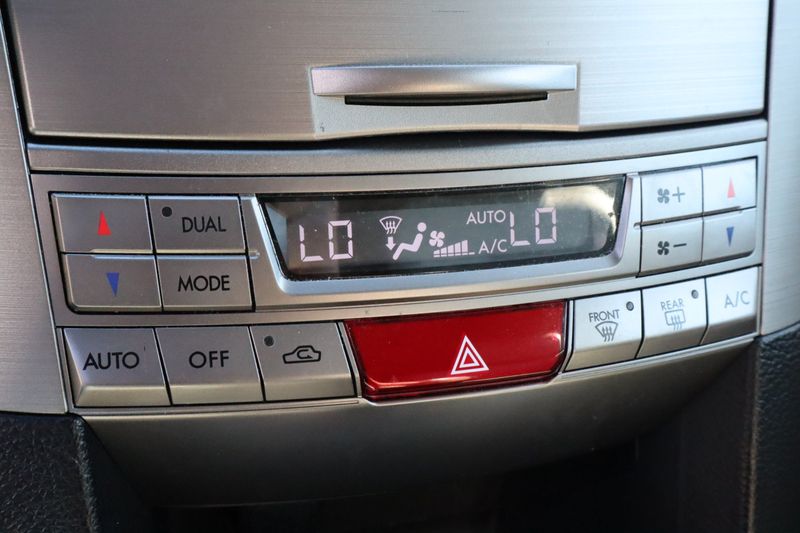 DUAL
MODE
LO AUTO LO
A/C
AUTO OFF
FRONT REAR A/C